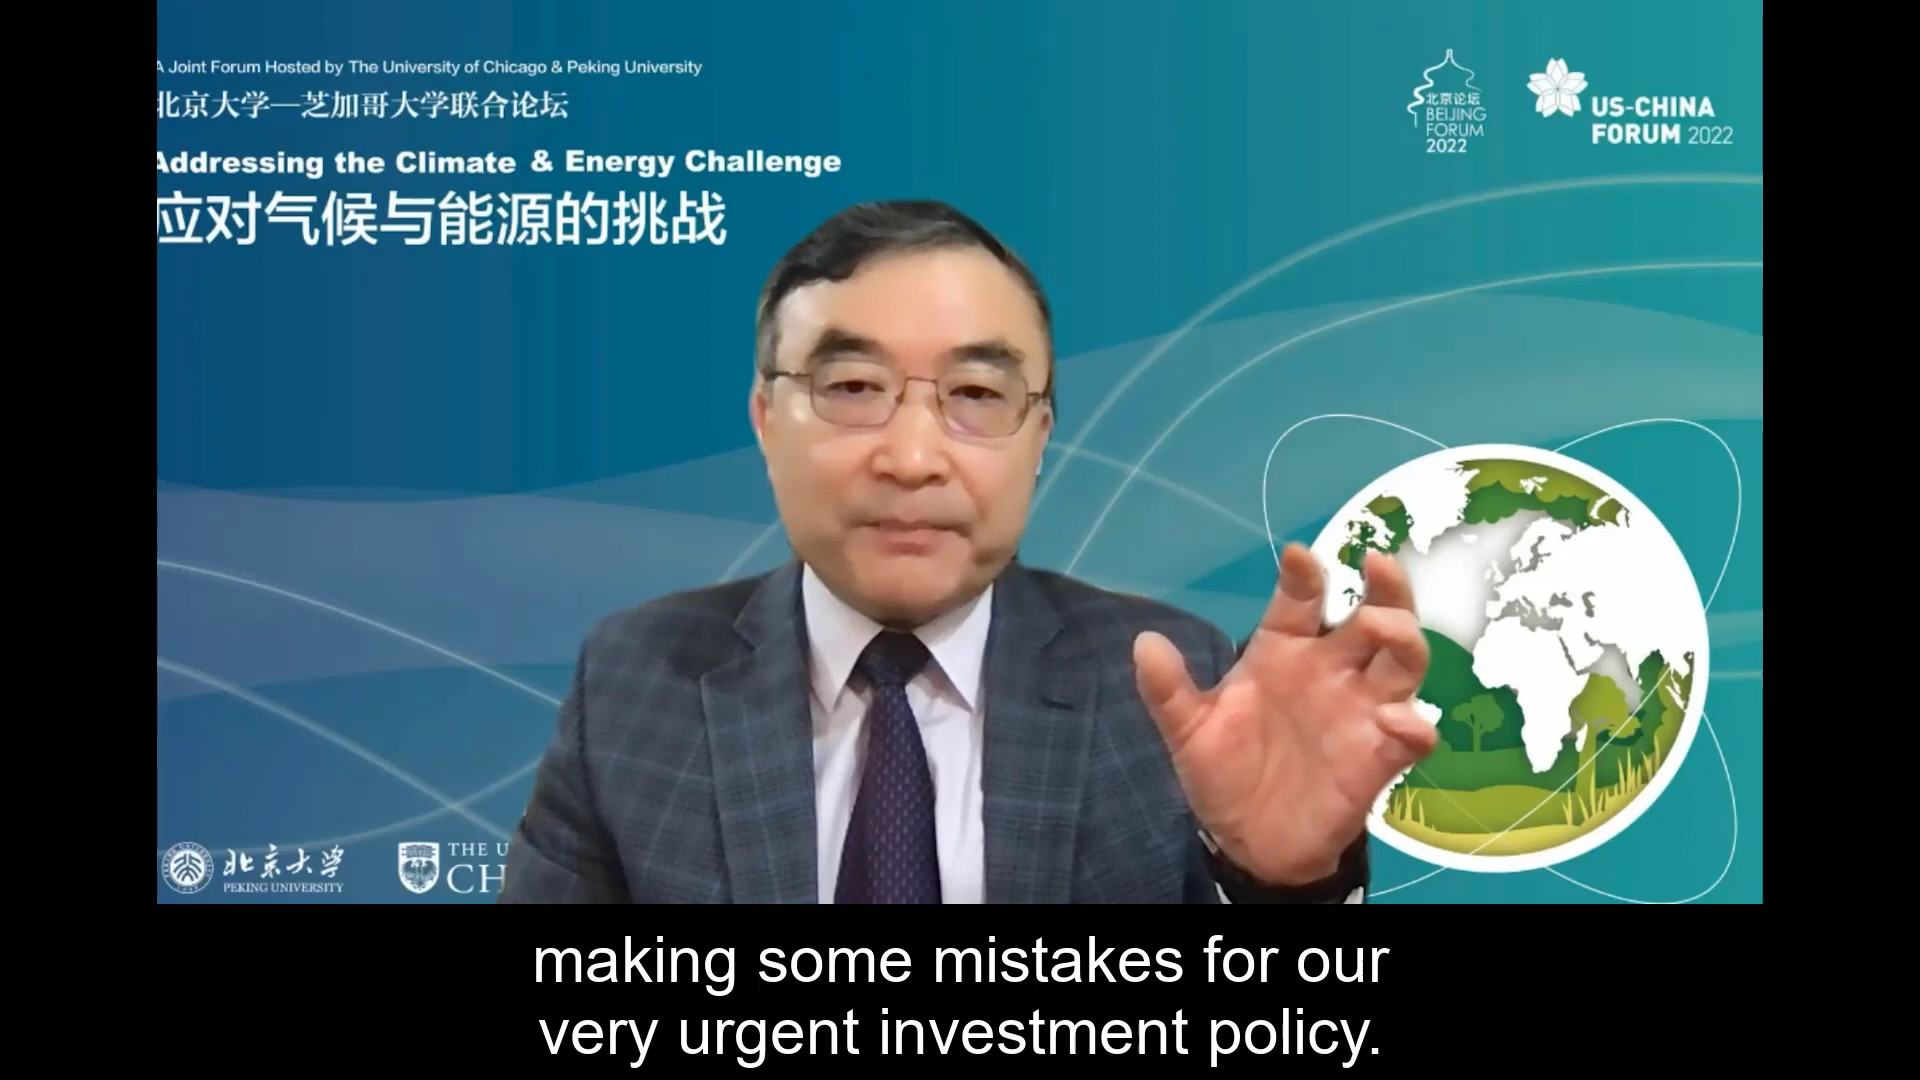 A Joint Forum Hosted by The University of Chicago & Peking University
北京大学—芝加哥大学联合论坛
Addressing the Climate & Energy Challenge
应对气候与能源的挑战
北京论坛
BEIJING
FORUM
2022
US-CHINA
FORUM 2022
北京大学
PEKING UNIVERSITY
THE U
CH
making some mistakes for our
very urgent investment policy.